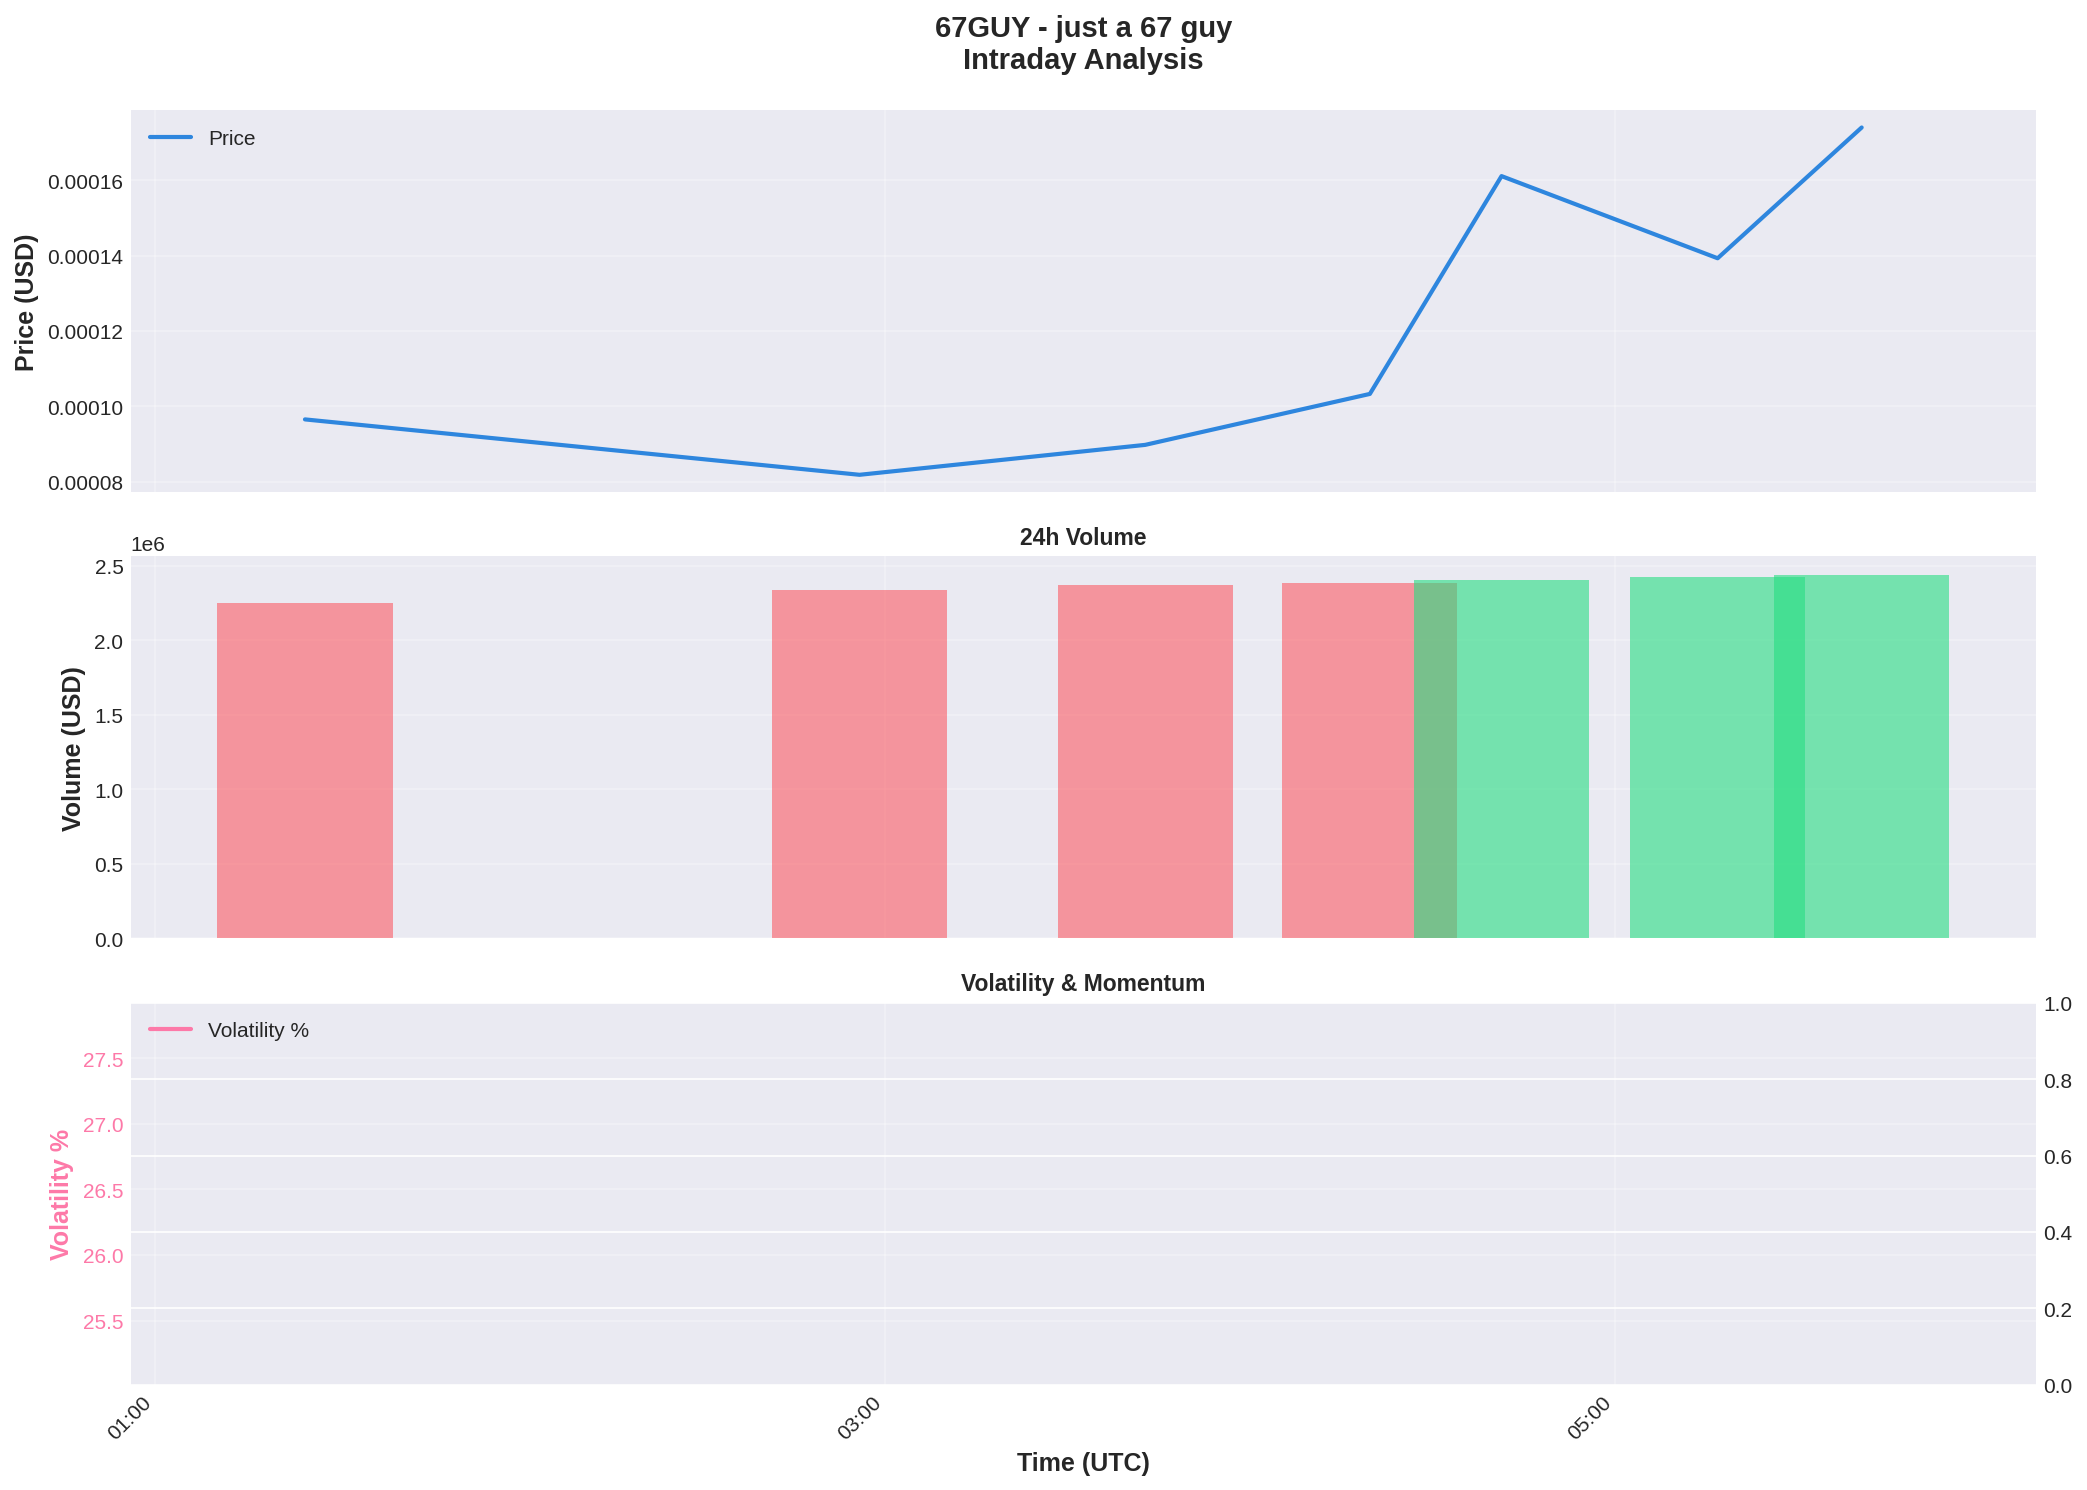 67GUY - just a 67 guy
Intraday Analysis
Price
Price (USD)
0.00016
0.00014
0.00012
0.00010
0.00008
24h Volume
1e6
Volume (USD)
2.5
2.0
1.5
1.0
0.5
0.0
Volatility & Momentum
Volatility %
Volatility %
27.5
27.0
26.5
26.0
25.5
1.0
0.8
0.6
0.4
0.2
0.0
01:00
03:00
05:00
Time (UTC)